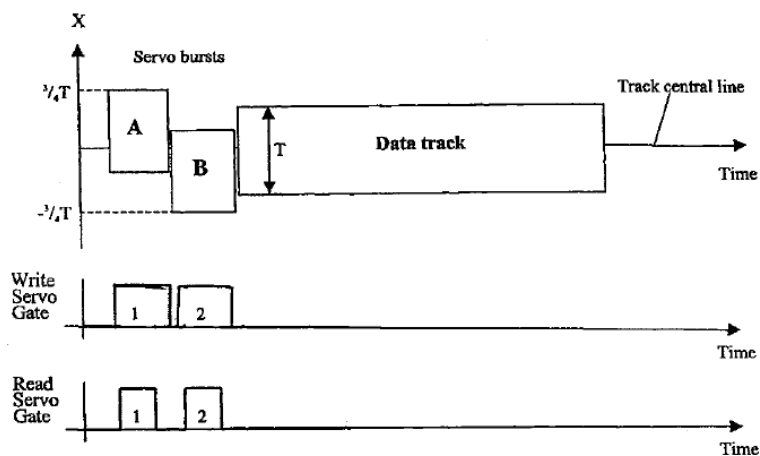 X
Servo bursts
³/₄T
A
Track central line
T
Data track
B
Time
-³/₄T
Write
Servo
Gate
1
2
Time
Read
Servo
Gate
1
2
Time